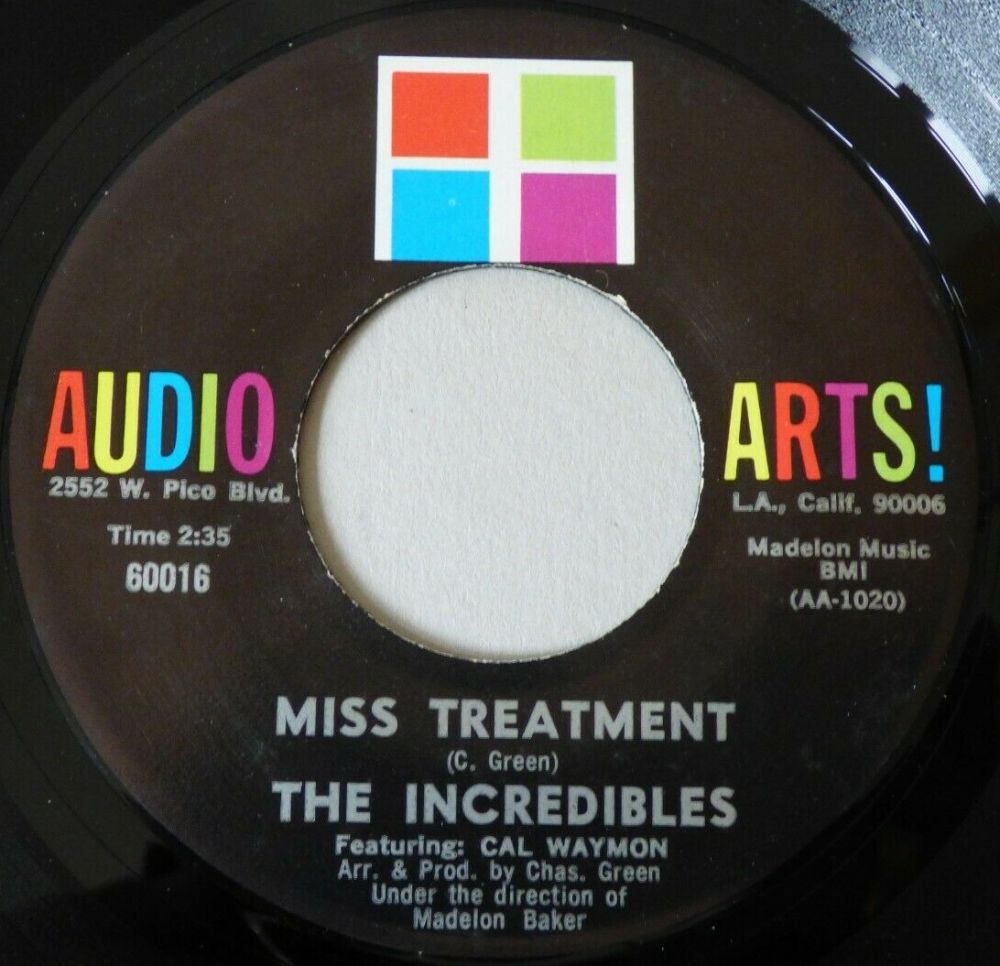 AUDIO ARTS!
2552 W. Pico Blvd.
L.A., Calif. 90006
Time 2:35
60016
Madelon Music
BMI
(AA-1020)
MISS TREATMENT
(C. Green)
THE INCREDIBLES
Featuring: CAL WAYMON
Arr. & Prod. by Chas. Green
Under the direction of
Madelon Baker